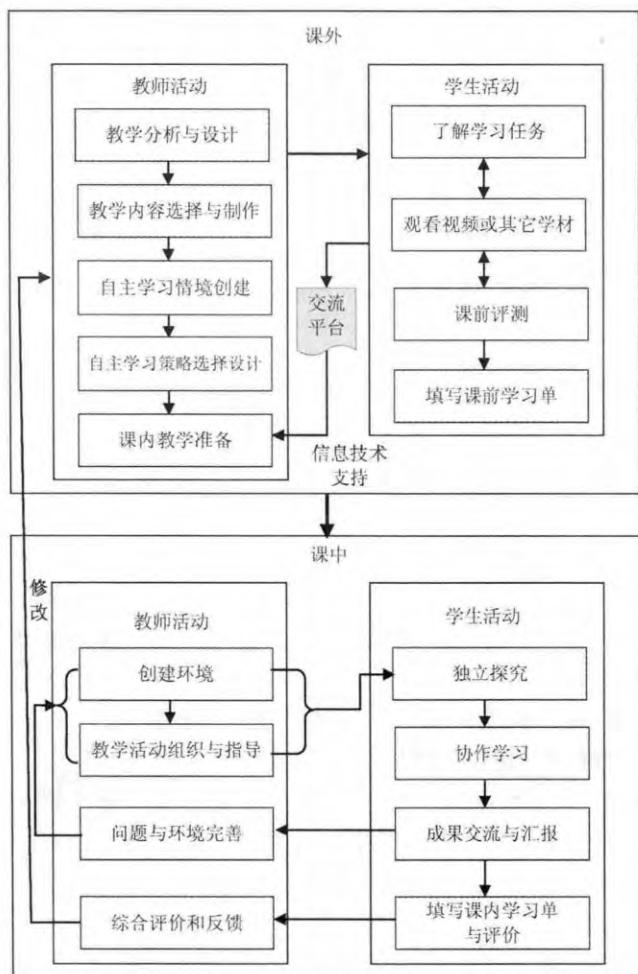 课外
教师活动
教学分析与设计
教学内容选择与制作
自主学习情境创建
自主学习策略选择设计
课内教学准备
学生活动
了解学习任务
观看视频或其它学材
课前评测
填写课前学习单
交流
平台
信息技术
支持
课中
修
改
教师活动
创建环境
教学活动组织与指导
问题与环境完善
综合评价和反馈
学生活动
独立探究
协作学习
成果交流与汇报
填写课内学习单
与评价